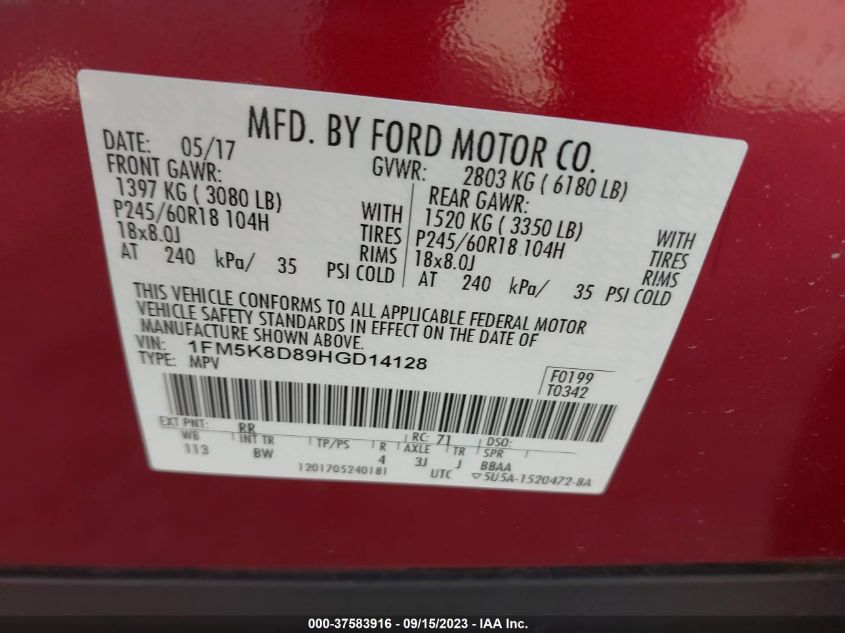 MFD. BY FORD MOTOR CO.
DATE: 05/17 GVWR: 2803 KG ( 6180 LB)
FRONT GAWR: REAR GAWR:
1397 KG ( 3080 LB) WITH 1520 KG ( 3350 LB) WITH
P245/60R18 104H TIRES P245/60R18 104H TIRES
18x8.0J RIMS 18x8.0J RIMS
AT 240 kPa/ 35 PSI COLD AT 240 kPa/ 35 PSI COLD
THIS VEHICLE CONFORMS TO ALL APPLICABLE FEDERAL MOTOR
VEHICLE SAFETY STANDARDS IN EFFECT ON THE DATE OF
MANUFACTURE SHOWN ABOVE.
VIN: 1FM5K8D89HGD14128
TYPE: MPV
F0199
T0342
EXT PNT: RR RC: 71 DSO:
WB INT TR TP/PS R AXLE TR SPR
113 BW 4 3J J BBAA
1201705240181 UTC ▽5U5A-1520472-BA
000-37583916 - 09/15/2023 - IAA Inc.